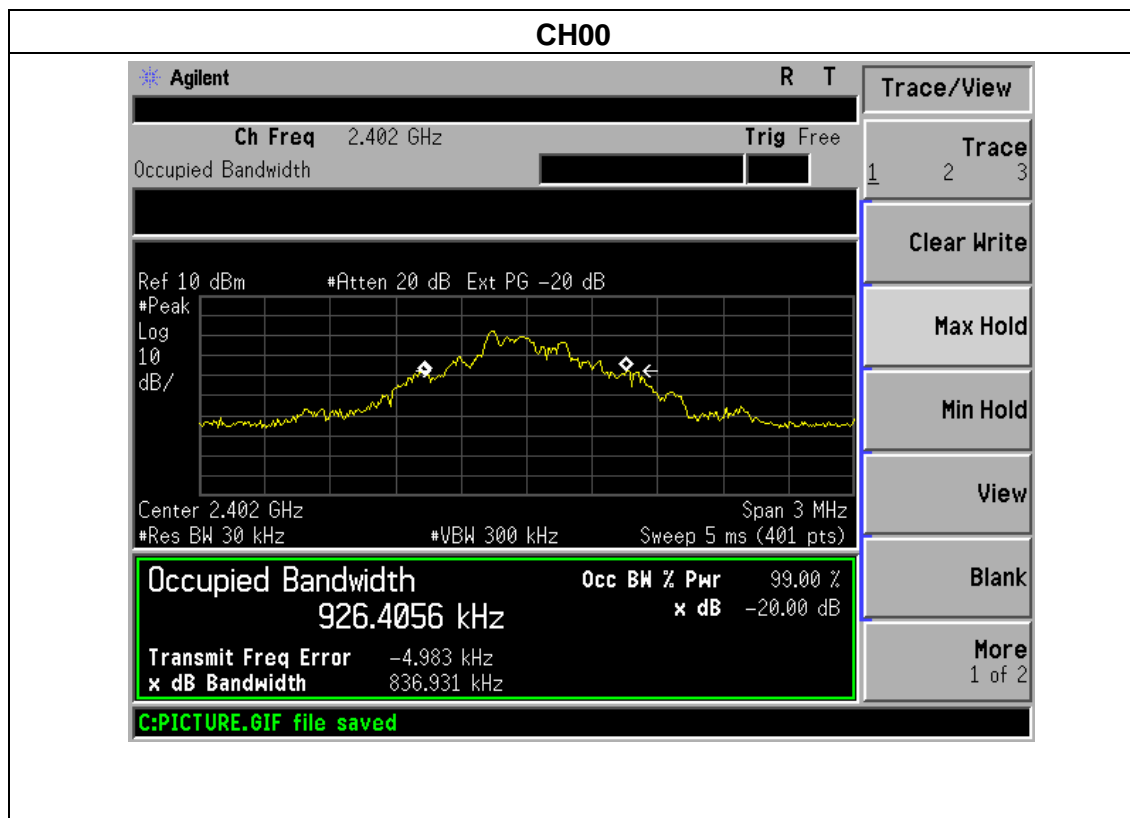 CH00
Agilent R T
Ch Freq 2.402 GHz Trig Free
Occupied Bandwidth
Ref 10 dBm #Atten 20 dB Ext PG -20 dB
#Peak
Log
10
dB/
Center 2.402 GHz Span 3 MHz
#Res BW 30 kHz #VBW 300 kHz Sweep 5 ms (401 pts)
Occupied Bandwidth Occ BW % Pwr 99.00 %
926.4056 kHz x dB -20.00 dB
Transmit Freq Error -4.983 kHz
x dB Bandwidth 836.931 kHz
C:PICTURE.GIF file saved
Trace/View
Trace
1 2 3
Clear Write
Max Hold
Min Hold
View
Blank
More
1 of 2